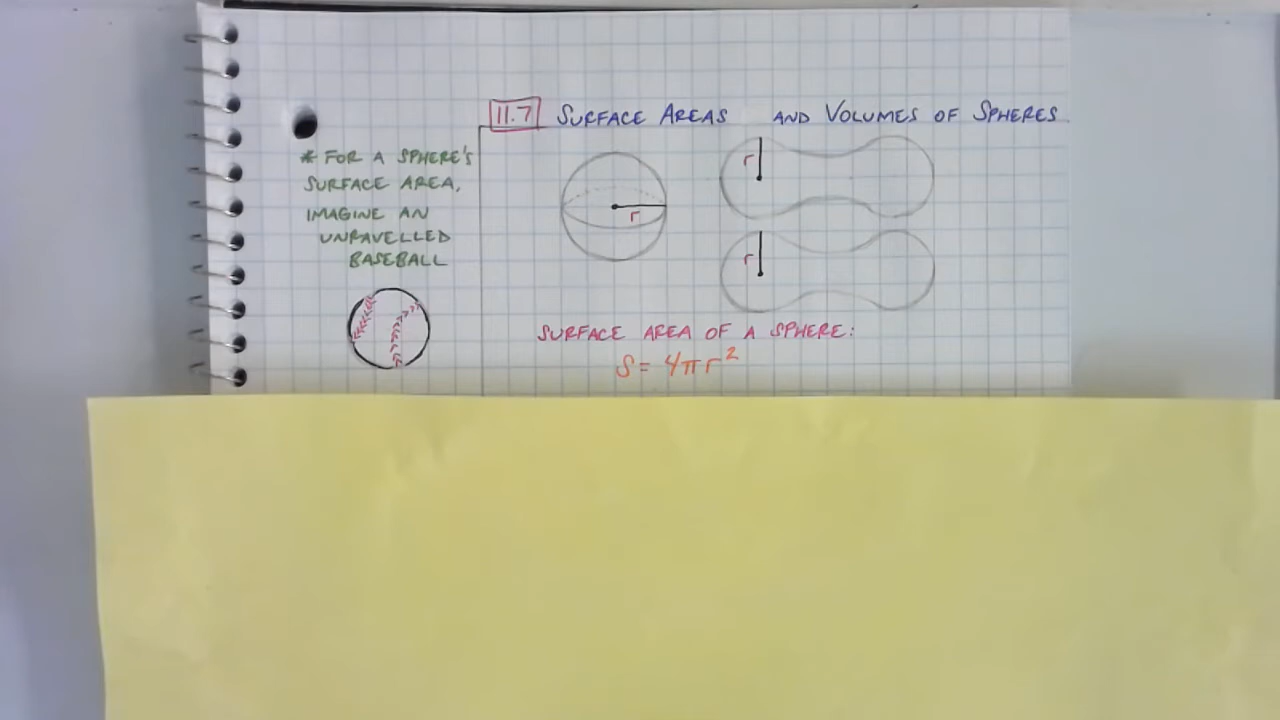 11.7 SURFACE AREAS AND VOLUMES OF SPHERES
* FOR A SPHERE'S
SURFACE AREA,
IMAGINE AN
UNRAVELLED
BASEBALL
r
r
r
SURFACE AREA OF A SPHERE:
S = 4πr²